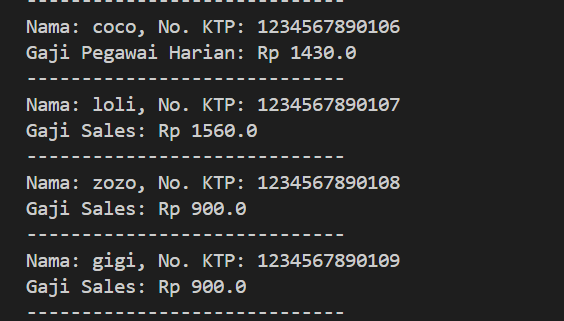 -----------------------------
Nama: coco, No. KTP: 1234567890106
Gaji Pegawai Harian: Rp 1430.0
-----------------------------
Nama: loli, No. KTP: 1234567890107
Gaji Sales: Rp 1560.0
-----------------------------
Nama: zozo, No. KTP: 1234567890108
Gaji Sales: Rp 900.0
-----------------------------
Nama: gigi, No. KTP: 1234567890109
Gaji Sales: Rp 900.0
-----------------------------